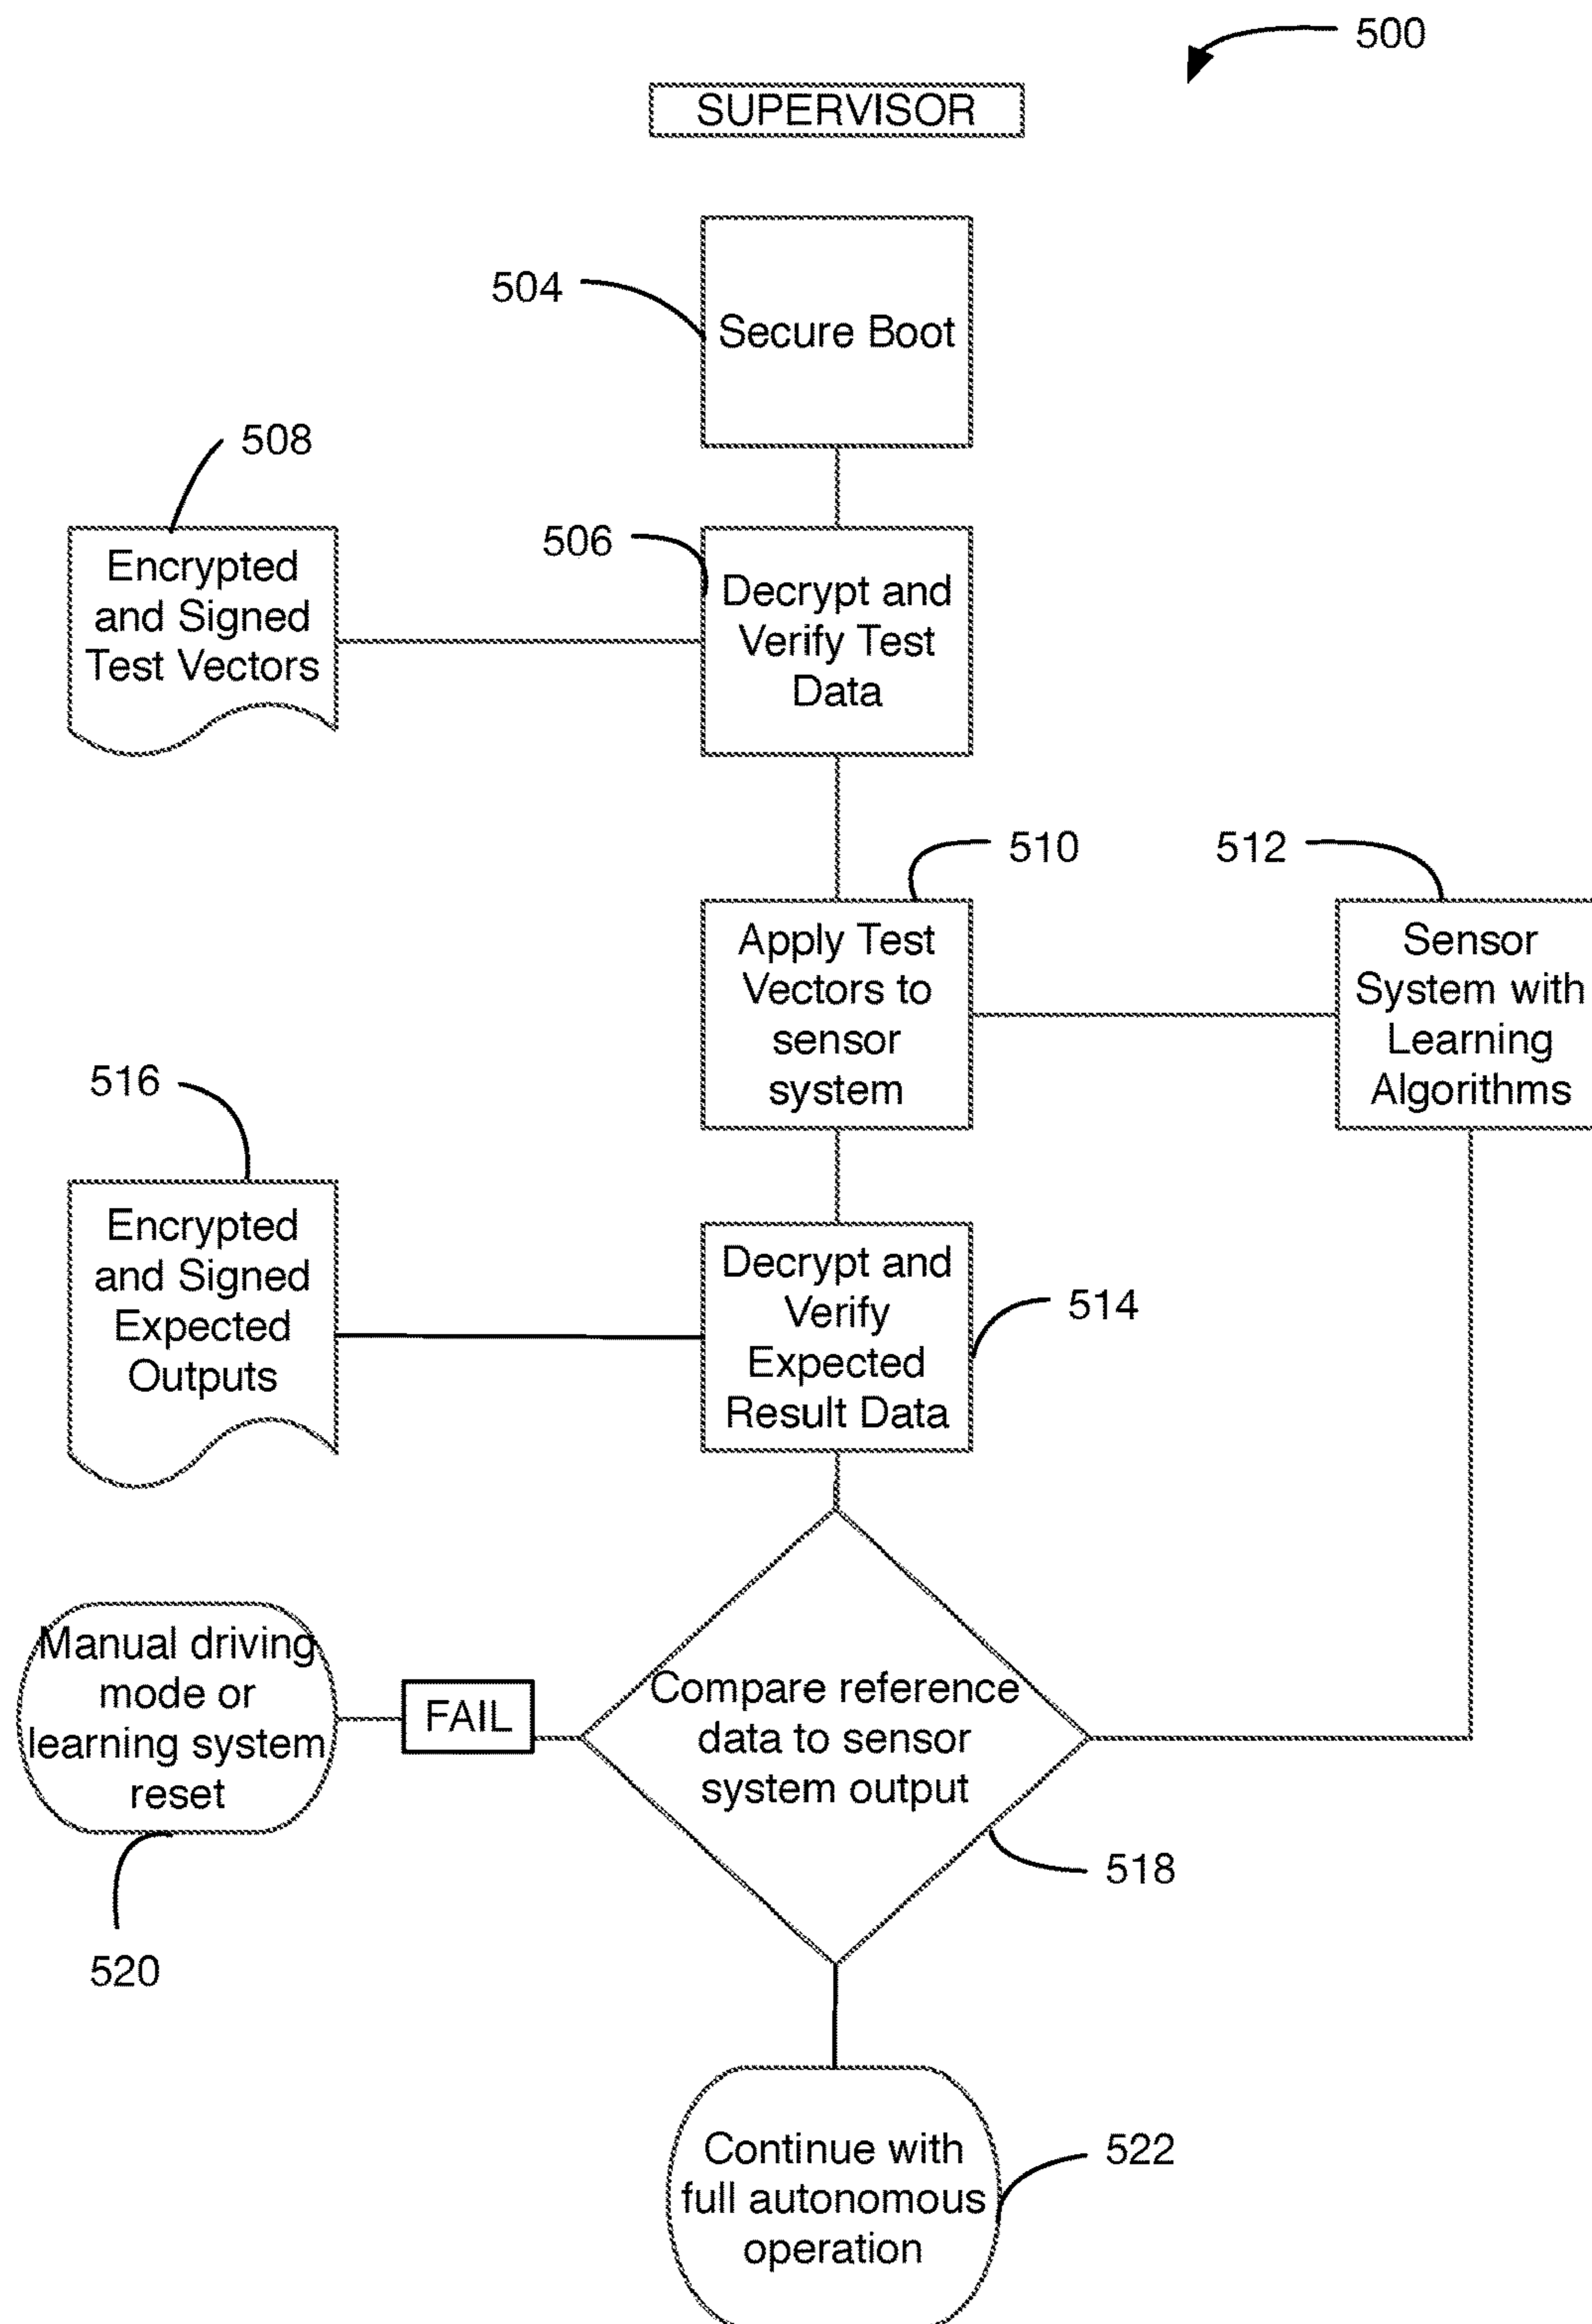 500
SUPERVISOR
504
Secure Boot
508
Encrypted
and Signed
Test Vectors
506
Decrypt and
Verify Test
Data
510
512
Apply Test
Vectors to
sensor
system
Sensor
System with
Learning
Algorithms
516
Encrypted
and Signed
Expected
Outputs
Decrypt and
Verify
Expected
Result Data
514
Manual driving
mode or
learning system
reset
FAIL
Compare reference
data to sensor
system output
518
520
Continue with
full autonomous
operation
522